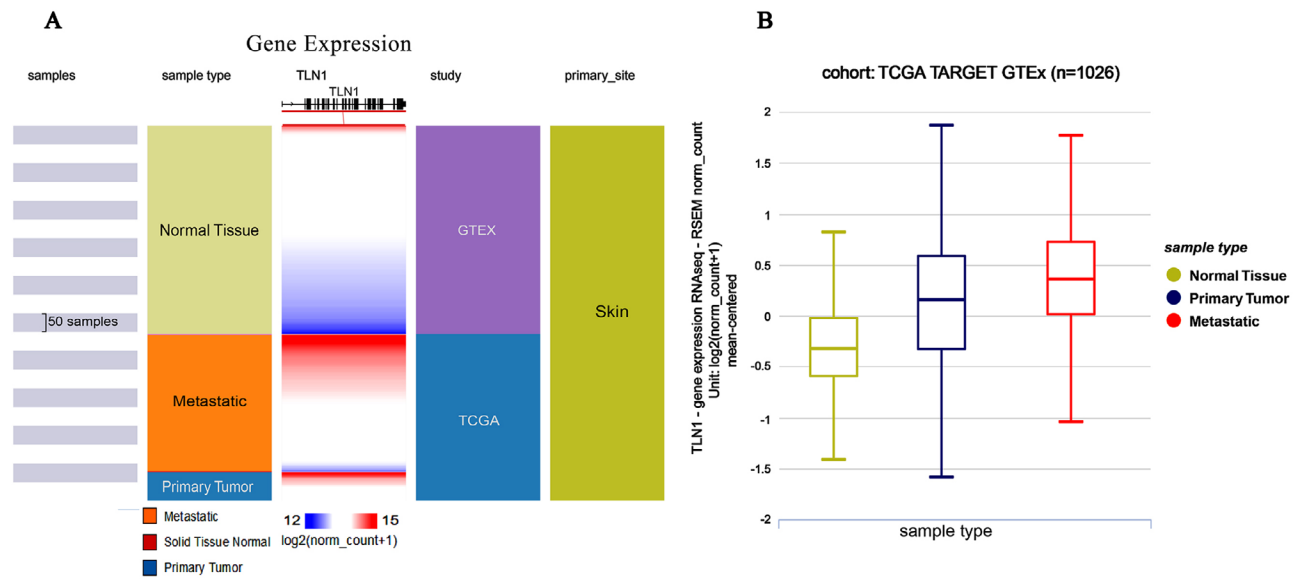 A
Gene Expression
samples
sample type
TLN1
study
primary_site
TLN1
Normal Tissue
GTEX
50 samples
Skin
Metastatic
TCGA
Primary Tumor
Metastatic
Solid Tissue Normal
Primary Tumor
12
15
log2(norm_count+1)
B
cohort: TCGA TARGET GTEx (n=1026)
TLN1 - gene expression RNAseq - RSEM norm_count
Unit: log2(norm_count+1)
mean-centered
2
1.5
1
0.5
0
-0.5
-1
-1.5
-2
sample type
sample type
Normal Tissue
Primary Tumor
Metastatic